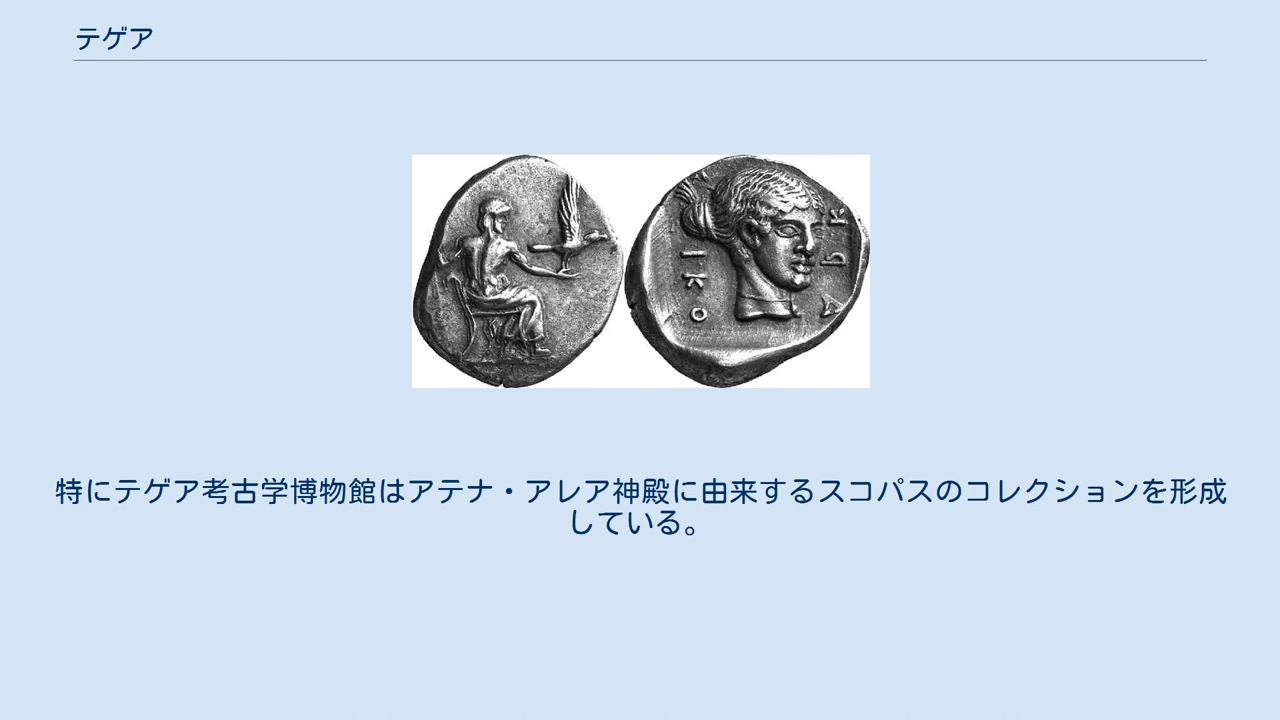 テゲア
特にテゲア考古学博物館はアテナ・アレア神殿に由来するスコパスのコレクションを形成
している。